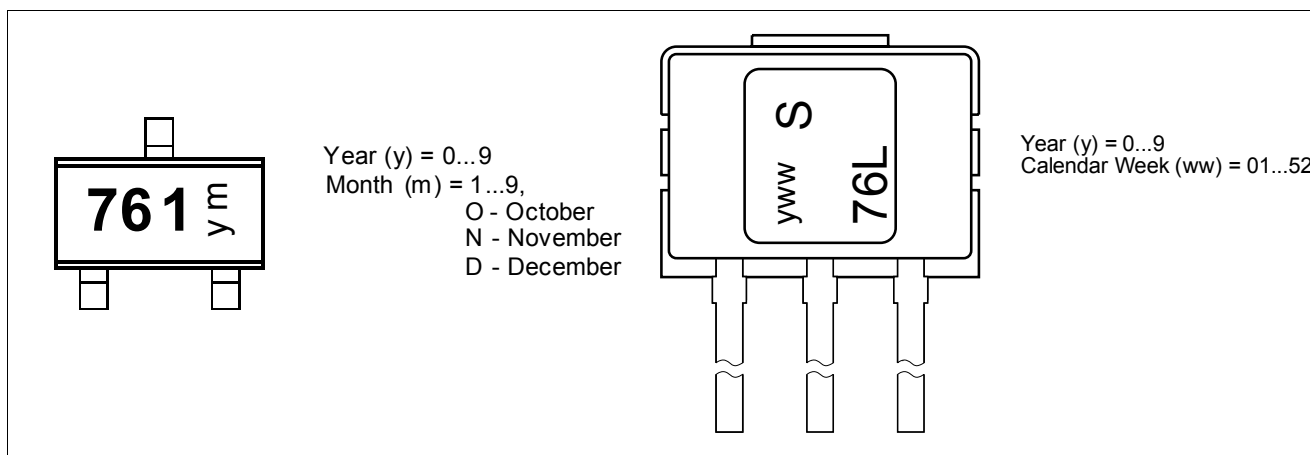 761
y m
Year (y) = 0...9
Month (m) = 1...9,
O - October
N - November
D - December
yww S
76L
Year (y) = 0...9
Calendar Week (ww) = 01...52